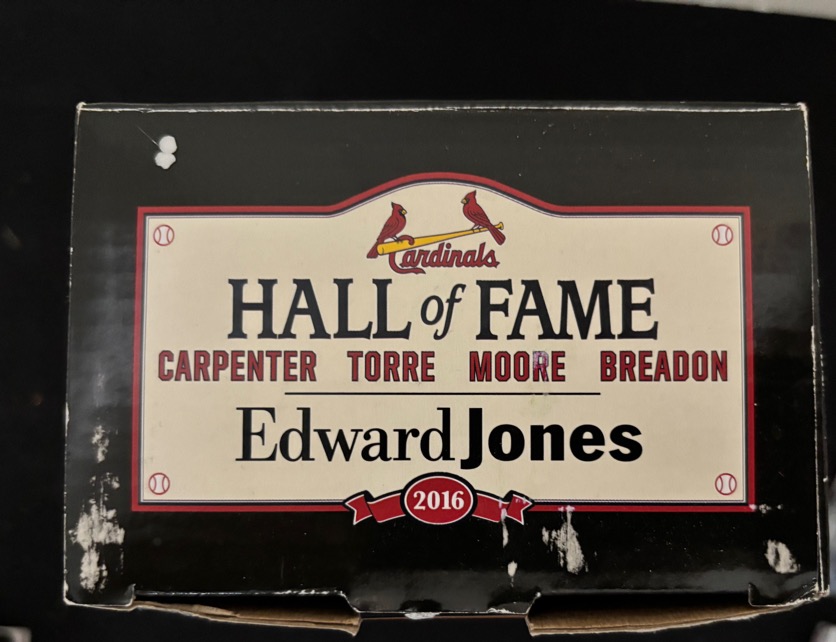 Cardinals
HALL of FAME
CARPENTER TORRE MOORE BREADON
Edward Jones
2016